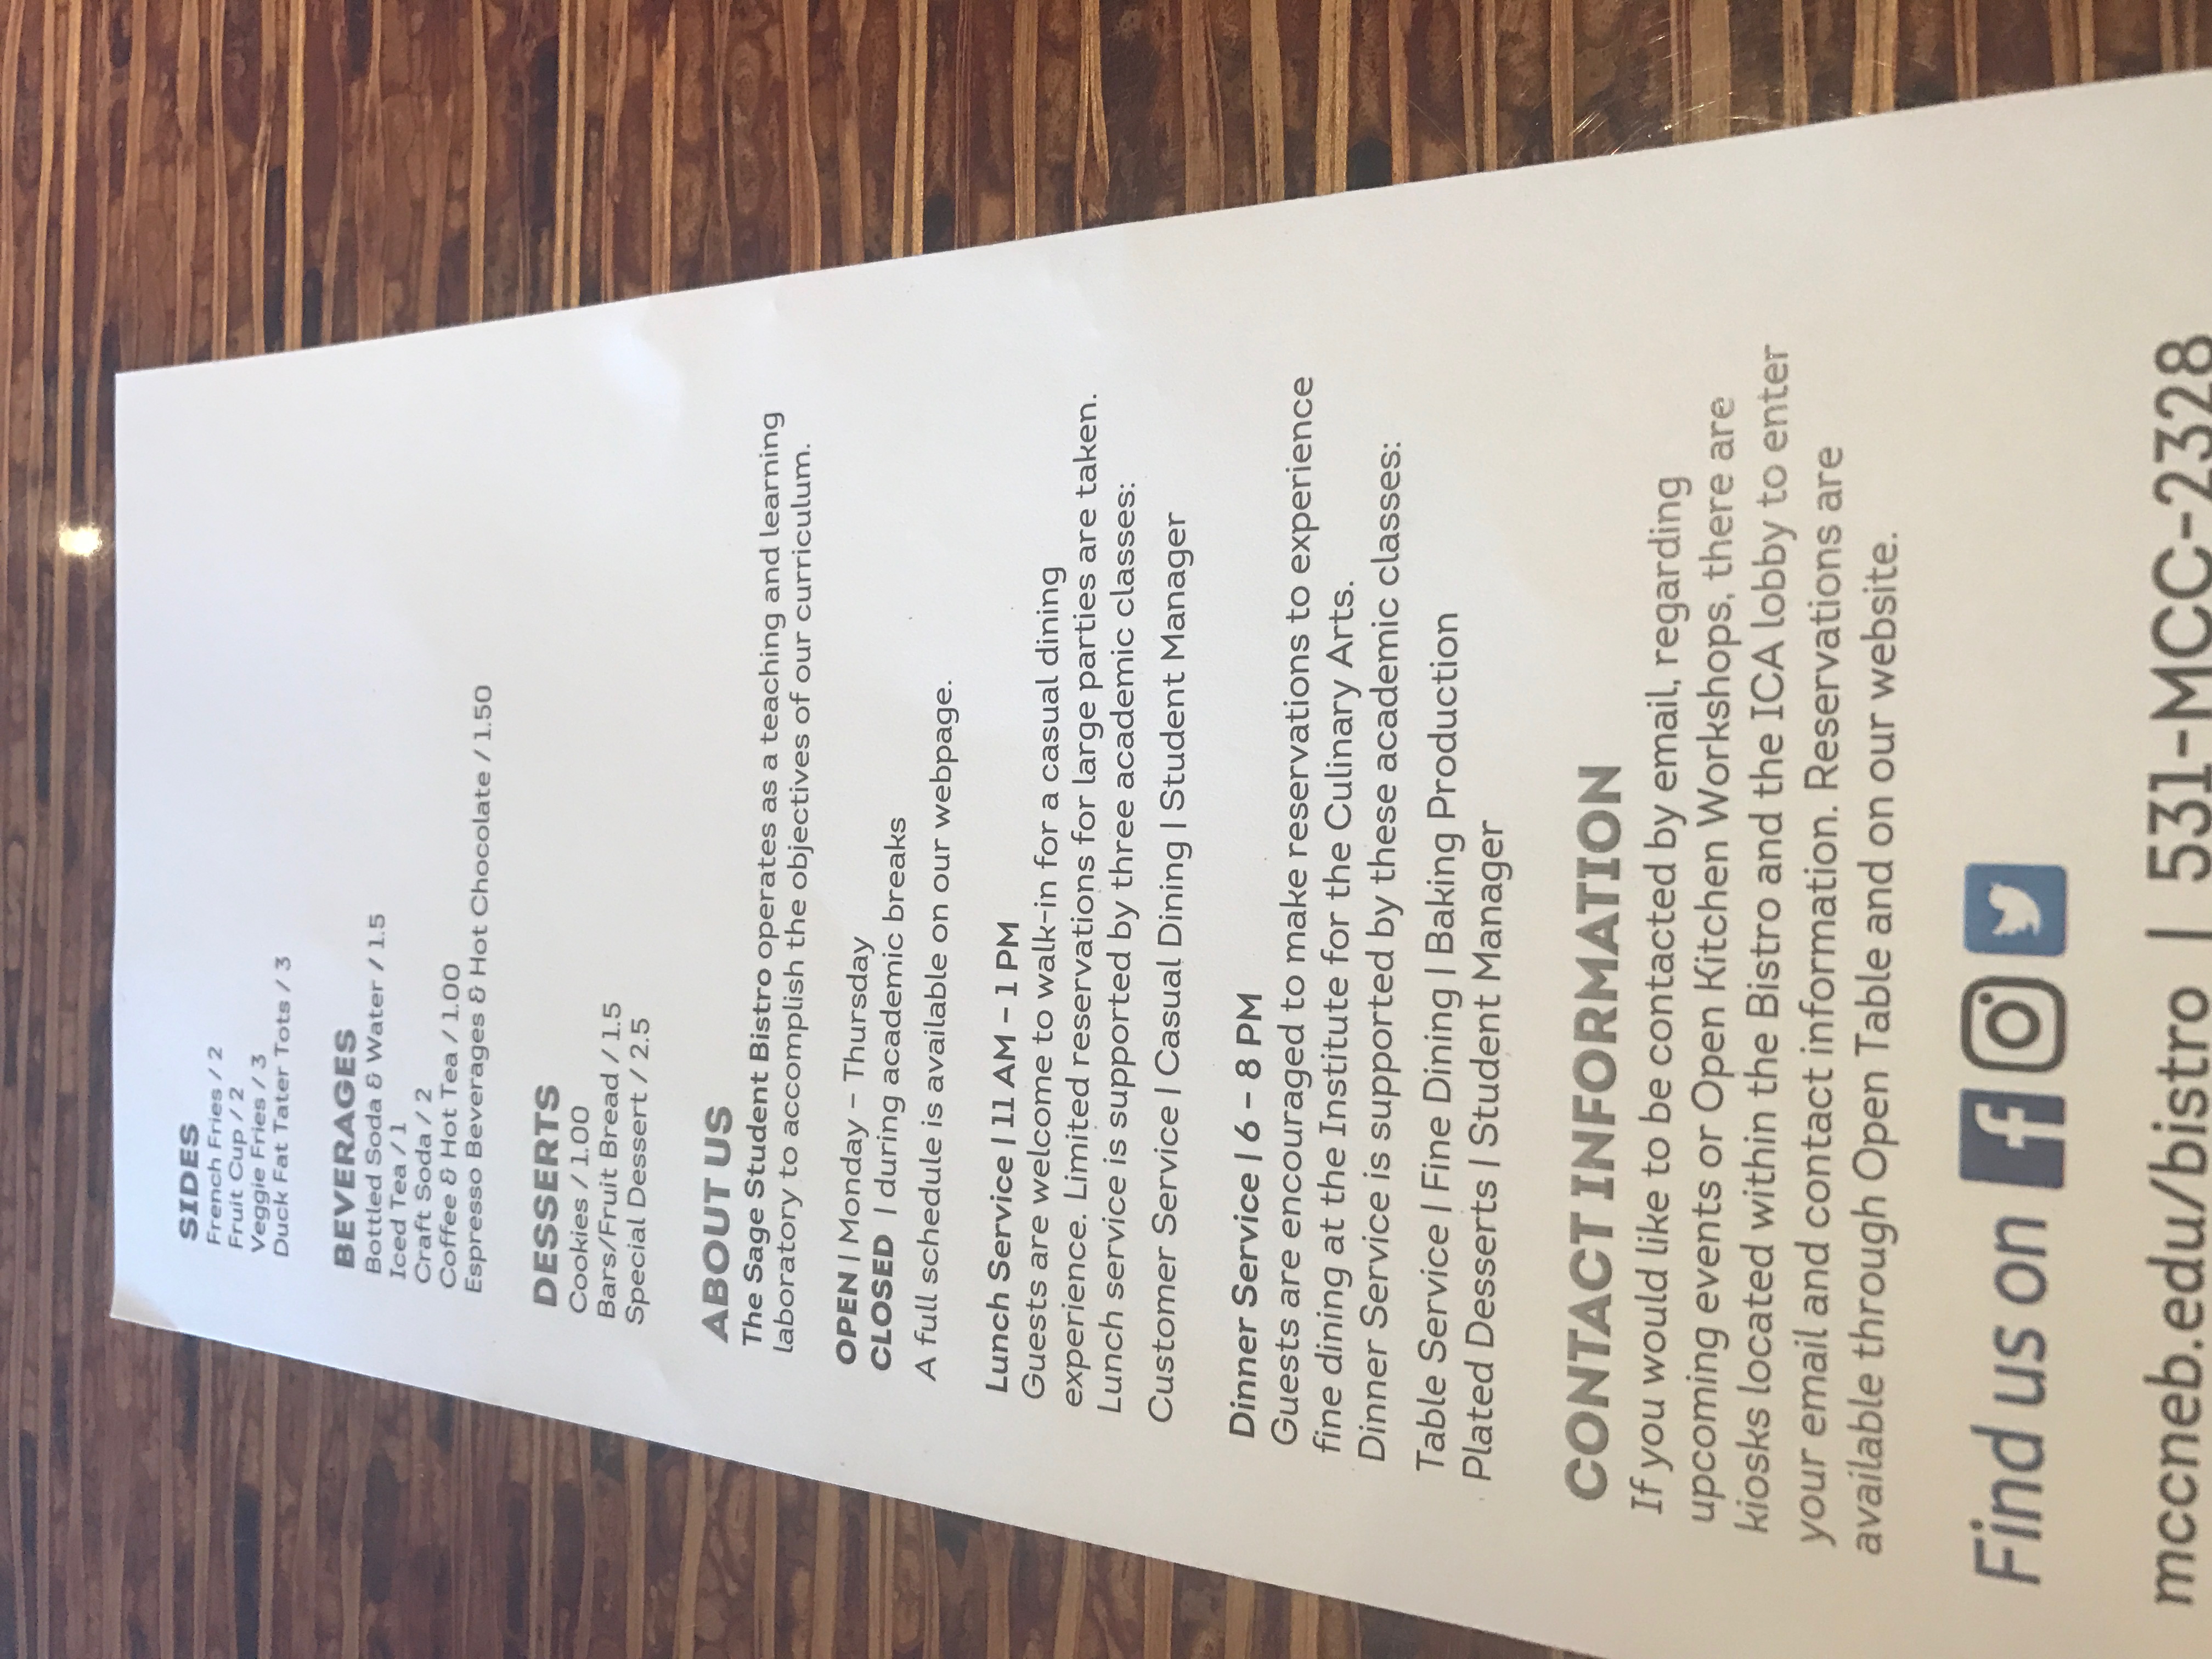 SIDES
French Fries / 2
Fruit Cup / 2
Veggie Fries / 3
Duck Fat Tater Tots / 3
BEVERAGES
Bottled Soda & Water / 1.5
Iced Tea / 1
Craft Soda / 2
Coffee & Hot Tea / 1.00
Espresso Beverages & Hot Chocolate / 1.50
DESSERTS
Cookies / 1.00
Bars/Fruit Bread / 1.5
Special Dessert / 2.5
ABOUT US
The Sage Student Bistro operates as a teaching and learning
laboratory to accomplish the objectives of our curriculum.
OPEN | Monday – Thursday
CLOSED | during academic breaks
A full schedule is available on our webpage.
Lunch Service | 11 AM – 1 PM
Guests are welcome to walk-in for a casual dining
experience. Limited reservations for large parties are taken.
Lunch service is supported by three academic classes:
Customer Service | Casual Dining | Student Manager
Dinner Service | 6 – 8 PM
Guests are encouraged to make reservations to experience
fine dining at the Institute for the Culinary Arts.
Dinner Service is supported by these academic classes:
Table Service | Fine Dining | Baking Production
Plated Desserts | Student Manager
CONTACT INFORMATION
If you would like to be contacted by email, regarding
upcoming events or Open Kitchen Workshops, there are
kiosks located within the Bistro and the ICA lobby to enter
your email and contact information. Reservations are
available through Open Table and on our website.
Find us on
mccneb.edu/bistro | 531-MCC-2328